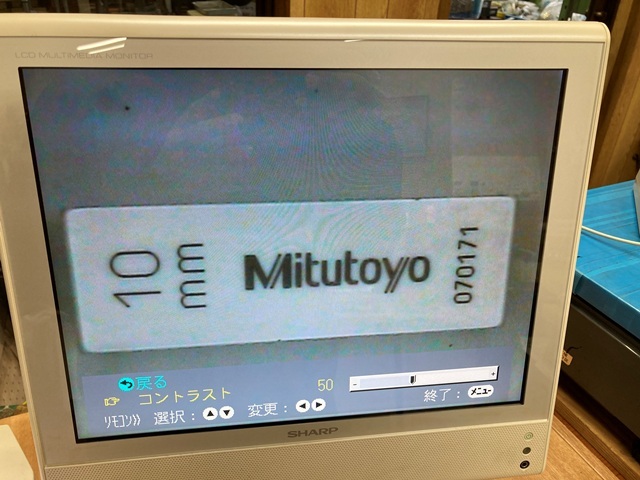 LCD MULTIMEDIA MONITOR
10
mm
Mitutoyo
070171
戻る
コントラスト 50
- +
リモコン 選択：▲▼ 変更：◀▶ 終了：メニュー
SHARP